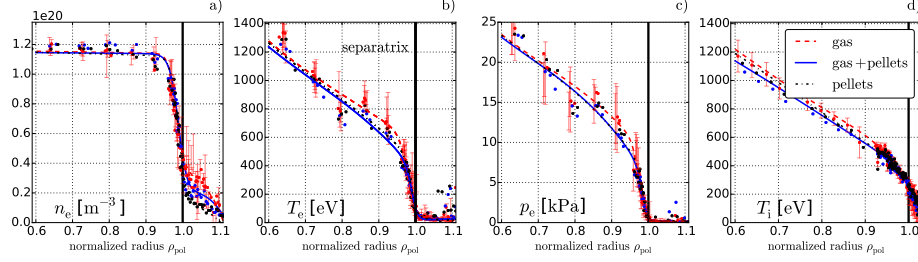 1e20 a) b) c) d)
1.2 1400 25 1400
1.0 1200 20 1200
0.8 1000 15 1000
0.6 800 10 800
0.4 600 5 600
0.2 400 0 400
0.0 200 200
0 0
separatrix
gas
gas+pellets
pellets
n_e [m⁻³] T_e [eV] p_e [kPa] T_i [eV]
0.6 0.7 0.8 0.9 1.0 1.1 0.6 0.7 0.8 0.9 1.0 1.1 0.6 0.7 0.8 0.9 1.0 1.1 0.6 0.7 0.8 0.9 1.0
normalized radius ρ_pol normalized radius ρ_pol normalized radius ρ_pol normalized radius ρ_pol